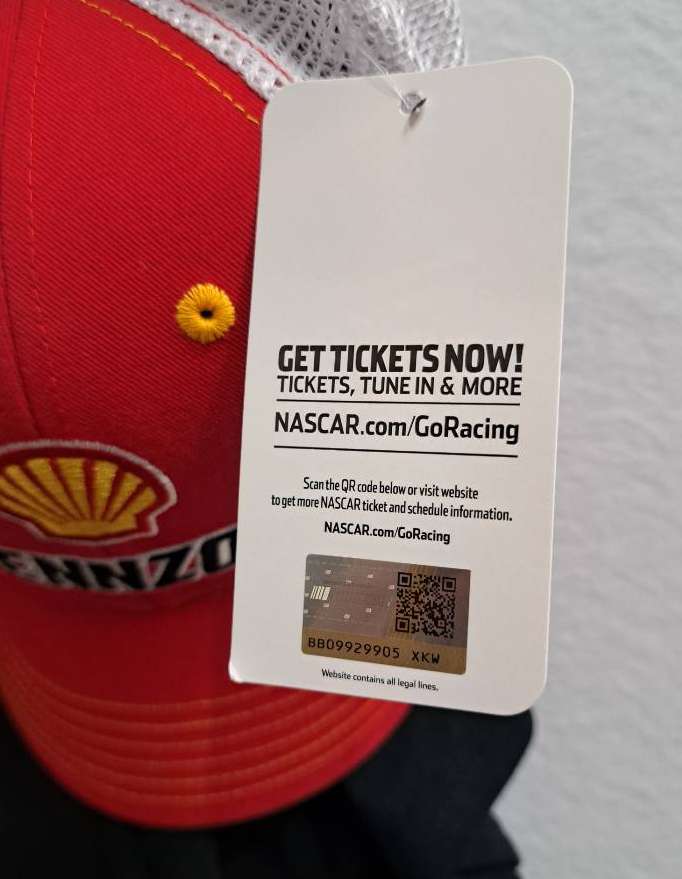 GET TICKETS NOW!
TICKETS, TUNE IN & MORE
NASCAR.com/GoRacing
Scan the QR code below or visit website
to get more NASCAR ticket and schedule information.
NASCAR.com/GoRacing
BB09929905 XKW
Website contains all legal lines.
ENNZO